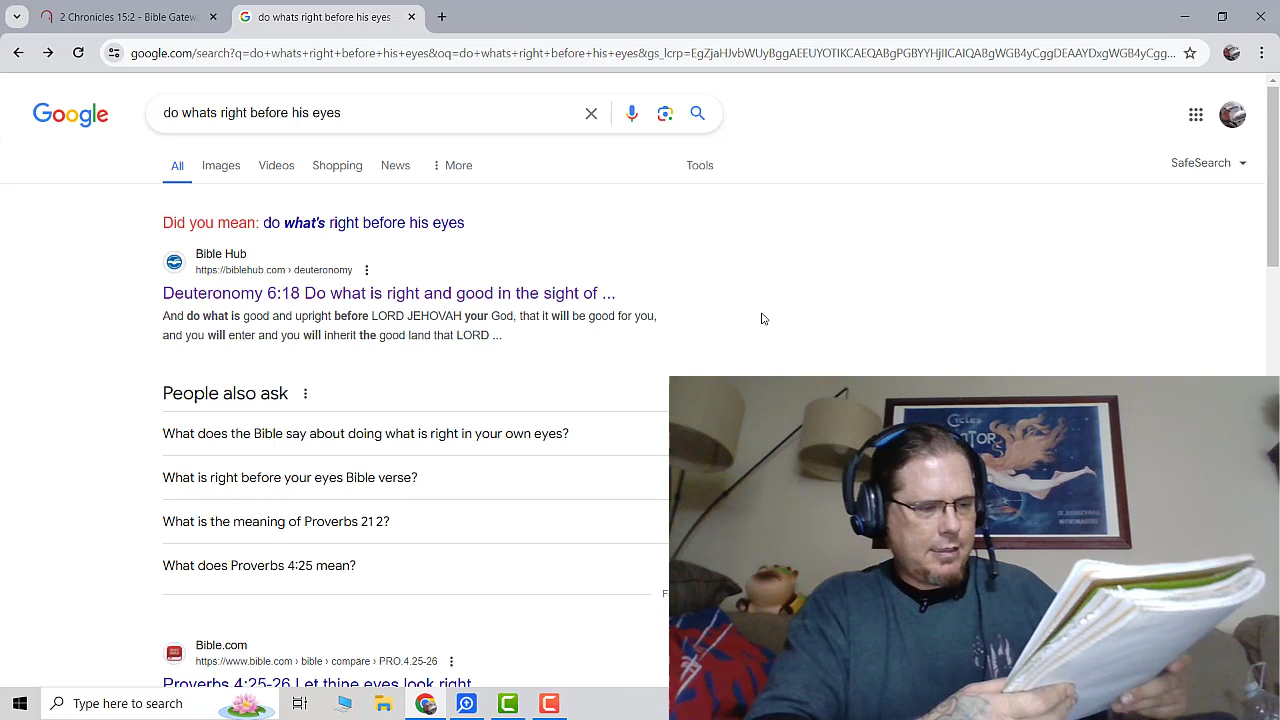 2 Chronicles 15:2 - Bible Gatew
do whats right before his eyes -
google.com/search?q=do+whats+right+before+his+eyes&oq=do+whats+right+before+his+eyes&gs_lcrp=EgZjaHJvbWUyBggAEEUYOTIKCAEQABgPGBYYHjIICAIQABgWGB4yCggDEAAYDxgWGB4yCgg...
Google
do whats right before his eyes
All
Images
Videos
Shopping
News
More
Tools
SafeSearch
Did you mean: do what's right before his eyes
Bible Hub
https://biblehub.com › deuteronomy
Deuteronomy 6:18 Do what is right and good in the sight of ...
And do what is good and upright before LORD JEHOVAH your God, that it will be good for you,
and you will enter and you will inherit the good land that LORD ...
People also ask
What does the Bible say about doing what is right in your own eyes?
What is right before your eyes Bible verse?
What is the meaning of Proverbs 21 2?
What does Proverbs 4:25 mean?
F
Bible.com
https://www.bible.com › bible › compare › PRO.4.25-26
Proverbs 4:25-26 Let thine eyes look right
Cycles
Type here to search